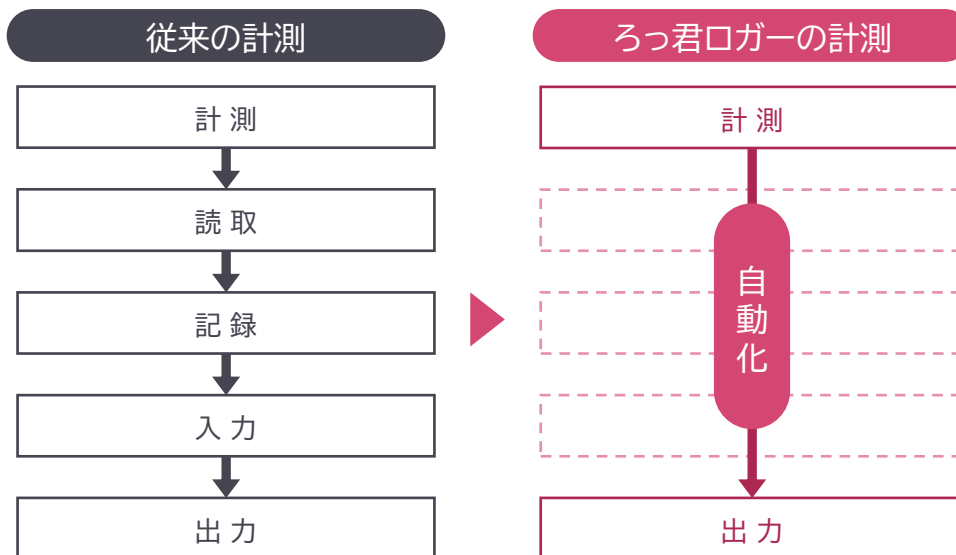 従来の計測
計測
読取
記録
入力
出力
ろっ君ロガーの計測
計測
自動化
出力